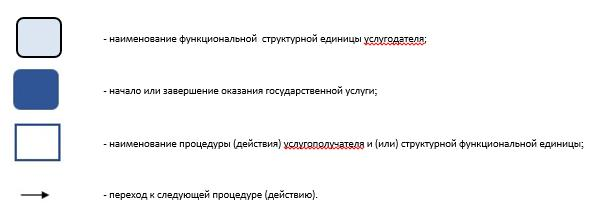 - наименование функциональной структурной единицы услугодателя;
- начало или завершение оказания государственной услуги;
- наименование процедуры (действия) услугополучателя и (или) структурной функциональной единицы;
- переход к следующей процедуре (действию).